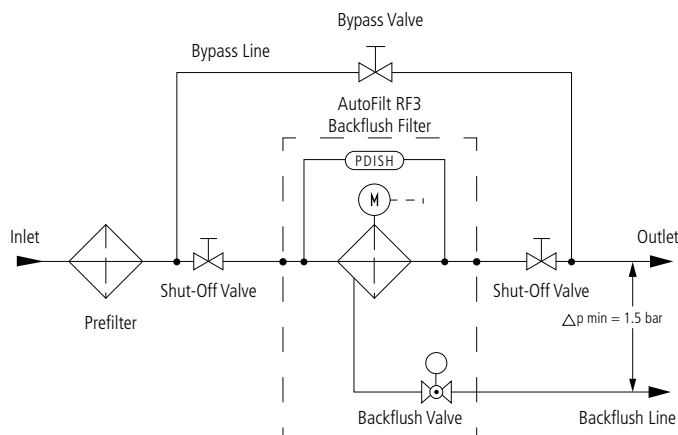 Bypass Valve
Bypass Line
AutoFilt RF3
Backflush Filter
PDISH
M
Inlet
Outlet
Shut-Off Valve
Shut-Off Valve
Prefilter
△p min = 1.5 bar
Backflush Valve
Backflush Line